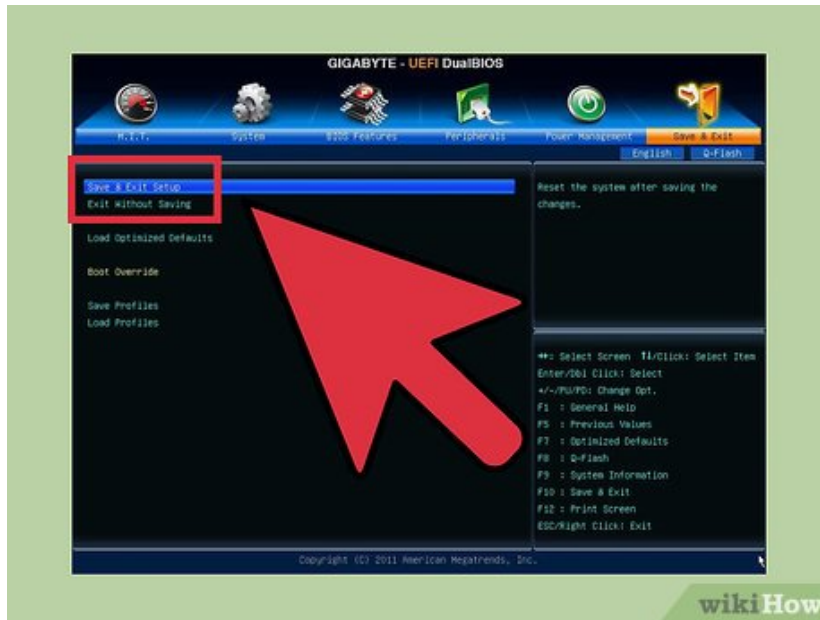 GIGABYTE - UEFI DualBIOS
M.I.T.
System
BIOS Features
Peripherals
Power Management
Save & Exit
English
Q-Flash
Save & Exit Setup
Exit Without Saving
Load Optimized Defaults
Boot Override
Save Profiles
Load Profiles
Reset the system after saving the
changes.
: Select Screen ↑↓/Click: Select Item
Enter/Dbl Click: Select
+/-/PU/PD: Change Opt.
F1 : General Help
F5 : Previous Values
F7 : Optimized Defaults
F8 : Q-Flash
F9 : System Information
F10 : Save & Exit
F12 : Print Screen
ESC/Right Click: Exit
Copyright (C) 2011 American Megatrends, Inc.
wikiHow